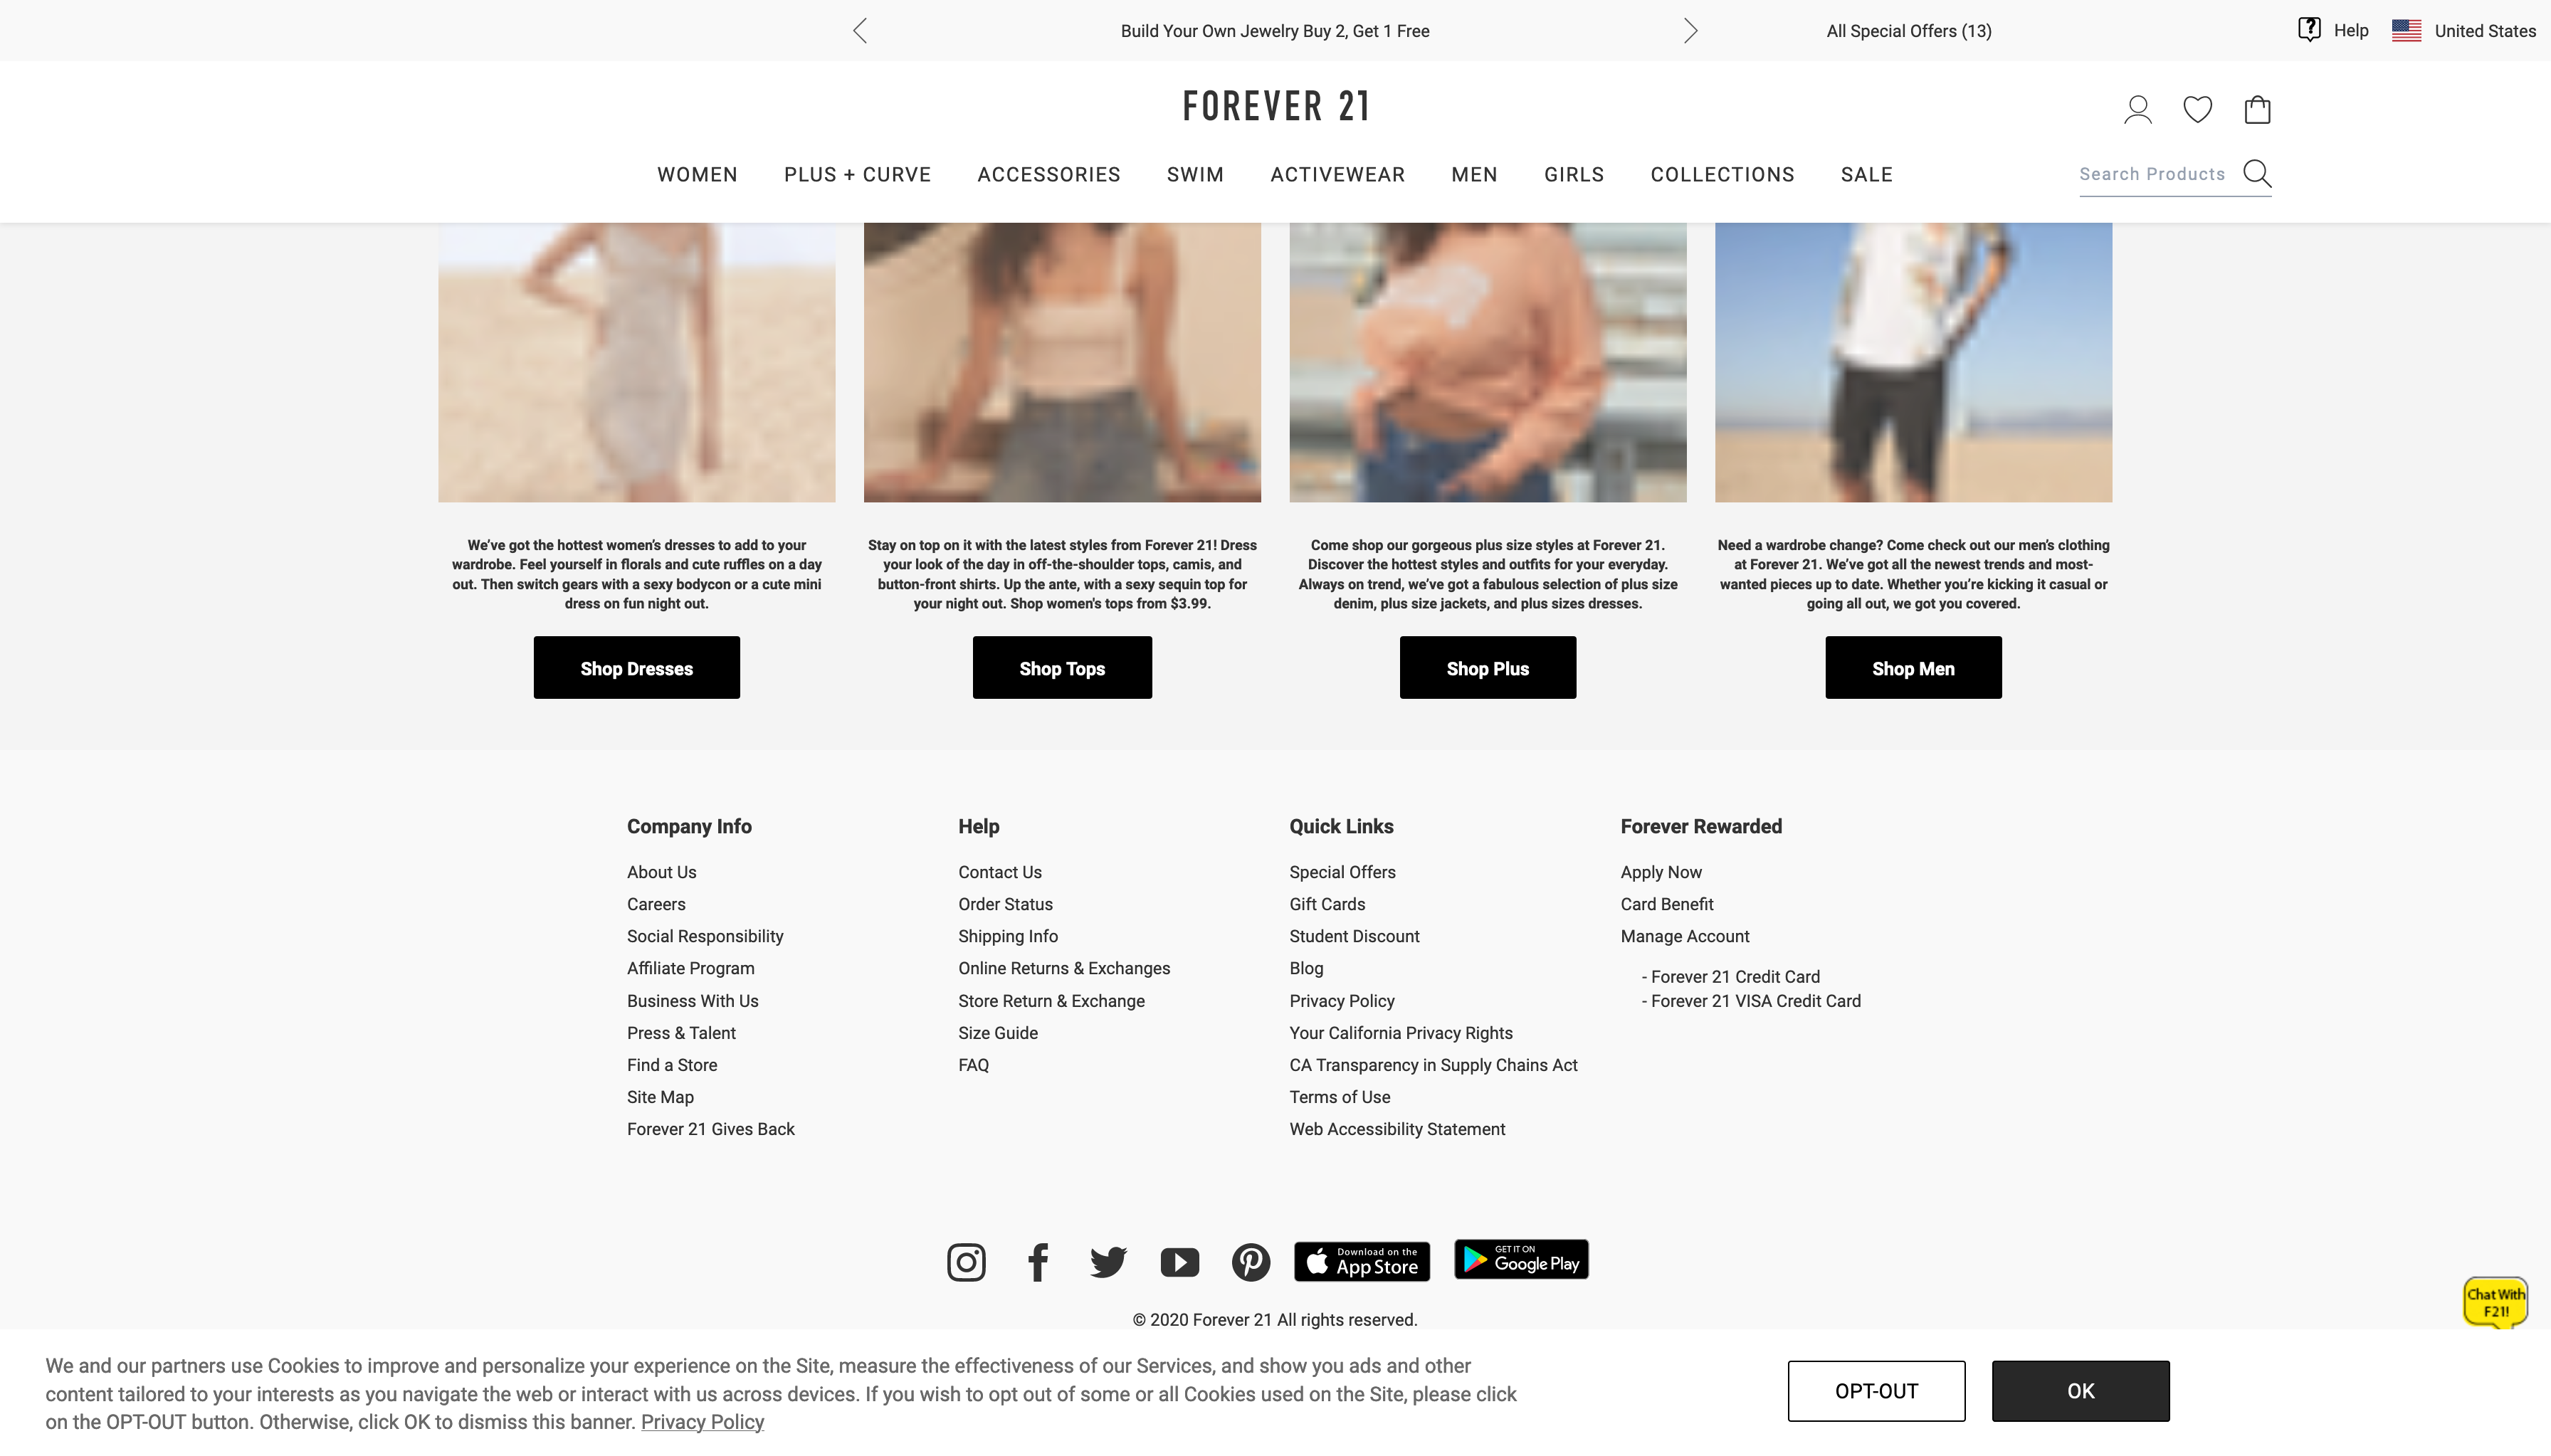 Build Your Own Jewelry Buy 2, Get 1 Free
All Special Offers (13)
Help
United States
FOREVER 21
WOMEN
PLUS + CURVE
ACCESSORIES
SWIM
ACTIVEWEAR
MEN
GIRLS
COLLECTIONS
SALE
Search Products
We've got the hottest women's dresses to add to your
wardrobe. Feel yourself in florals and cute ruffles on a day
out. Then switch gears with a sexy bodycon or a cute mini
dress on fun night out.
Shop Dresses
Stay on top on it with the latest styles from Forever 21! Dress
your look of the day in off-the-shoulder tops, camis, and
button-front shirts. Up the ante, with a sexy sequin top for
your night out. Shop women's tops from $3.99.
Shop Tops
Come shop our gorgeous plus size styles at Forever 21.
Discover the hottest styles and outfits for your everyday.
Always on trend, we've got a fabulous selection of plus size
denim, plus size jackets, and plus sizes dresses.
Shop Plus
Need a wardrobe change? Come check out our men's clothing
at Forever 21. We've got all the newest trends and most-
wanted pieces up to date. Whether you're kicking it casual or
going all out, we got you covered.
Shop Men
Company Info
About Us
Careers
Social Responsibility
Affiliate Program
Business With Us
Press & Talent
Find a Store
Site Map
Forever 21 Gives Back
Help
Contact Us
Order Status
Shipping Info
Online Returns & Exchanges
Store Return & Exchange
Size Guide
FAQ
Quick Links
Special Offers
Gift Cards
Student Discount
Blog
Privacy Policy
Your California Privacy Rights
CA Transparency in Supply Chains Act
Terms of Use
Web Accessibility Statement
Forever Rewarded
Apply Now
Card Benefit
Manage Account
- Forever 21 Credit Card
- Forever 21 VISA Credit Card
Download on the
App Store
GET IT ON
Google Play
© 2020 Forever 21 All rights reserved.
Chat With
F21!
We and our partners use Cookies to improve and personalize your experience on the Site, measure the effectiveness of our Services, and show you ads and other
content tailored to your interests as you navigate the web or interact with us across devices. If you wish to opt out of some or all Cookies used on the Site, please click
on the OPT-OUT button. Otherwise, click OK to dismiss this banner. Privacy Policy
OPT-OUT
OK